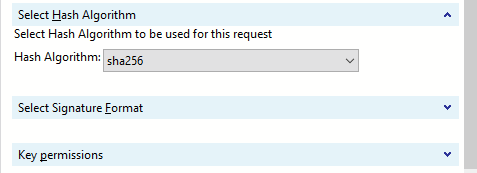 Select Hash Algorithm
Select Hash Algorithm to be used for this request
Hash Algorithm: sha256
Select Signature Format
Key permissions